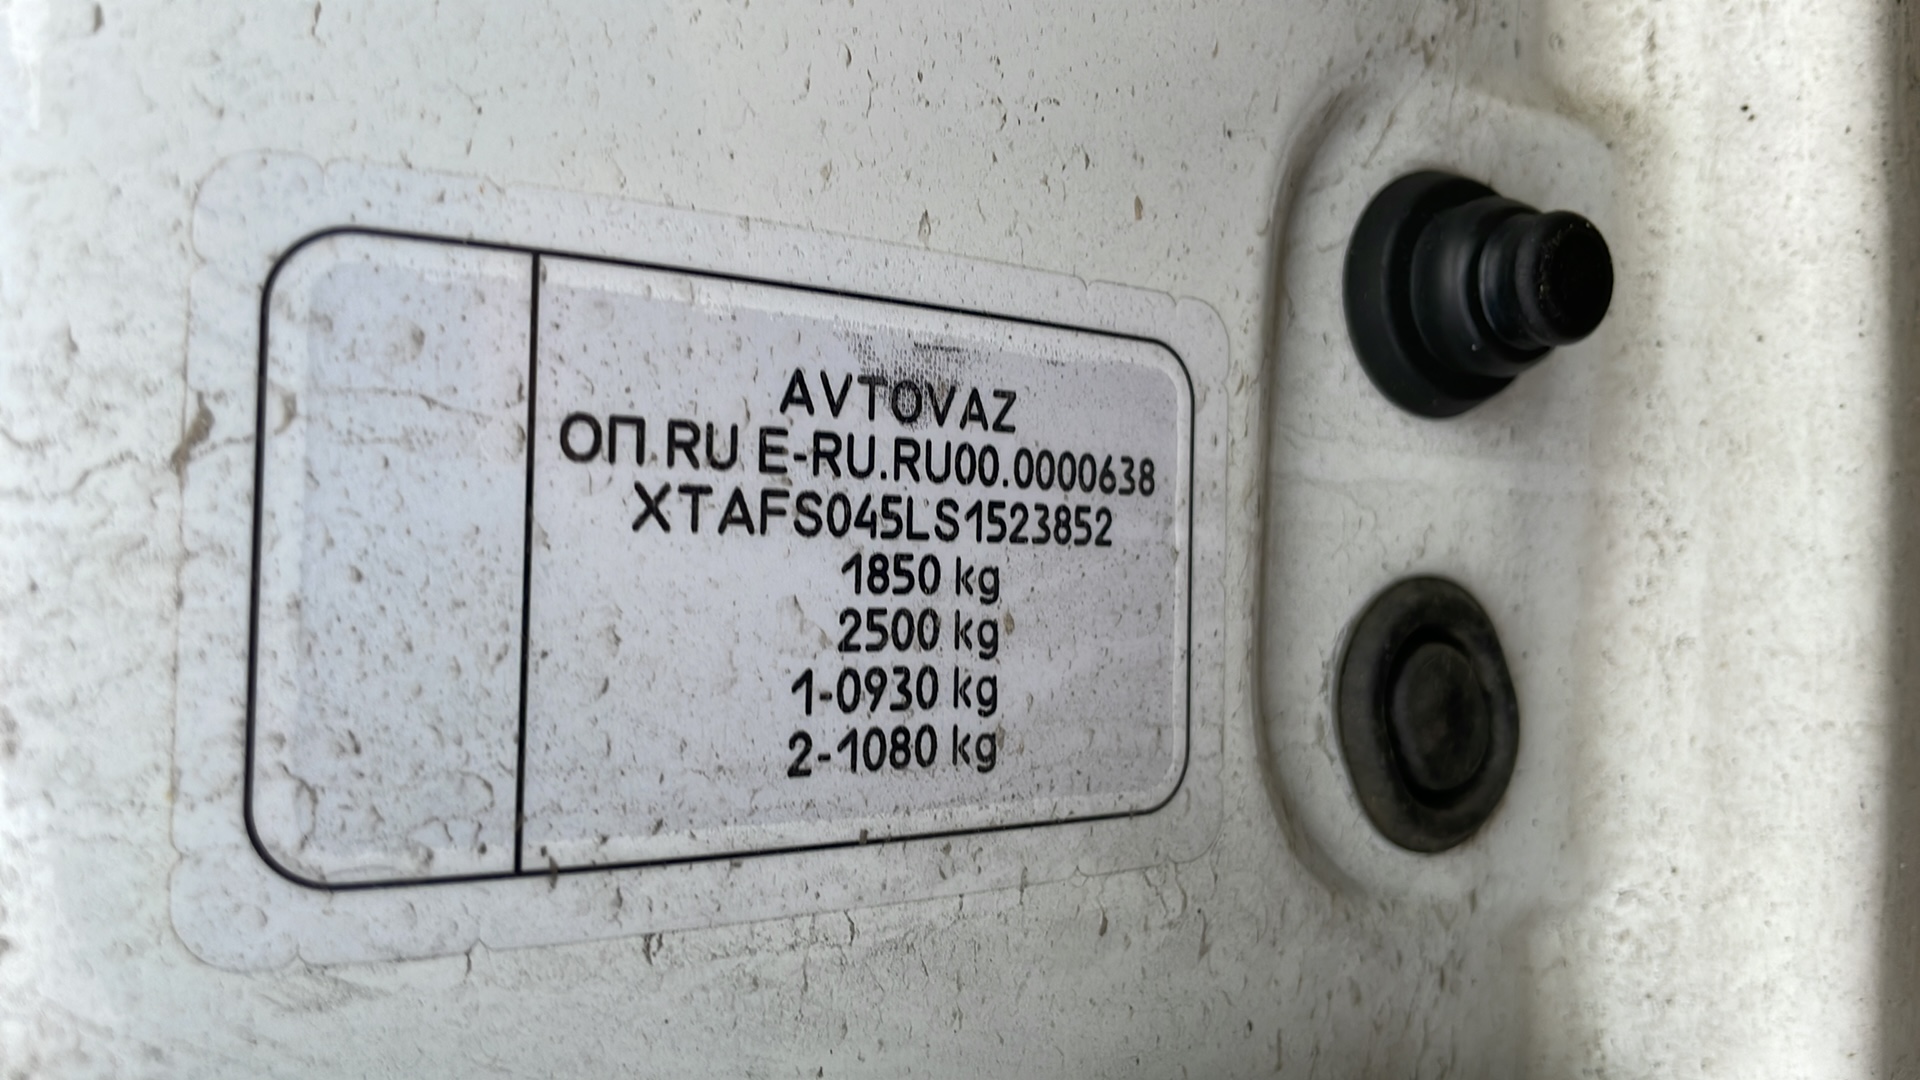 AVTOVAZ
ОП.RU E-RU.RU00.0000638
XTAFS045LS1523852
1850 kg
2500 kg
1-0930 kg
2-1080 kg